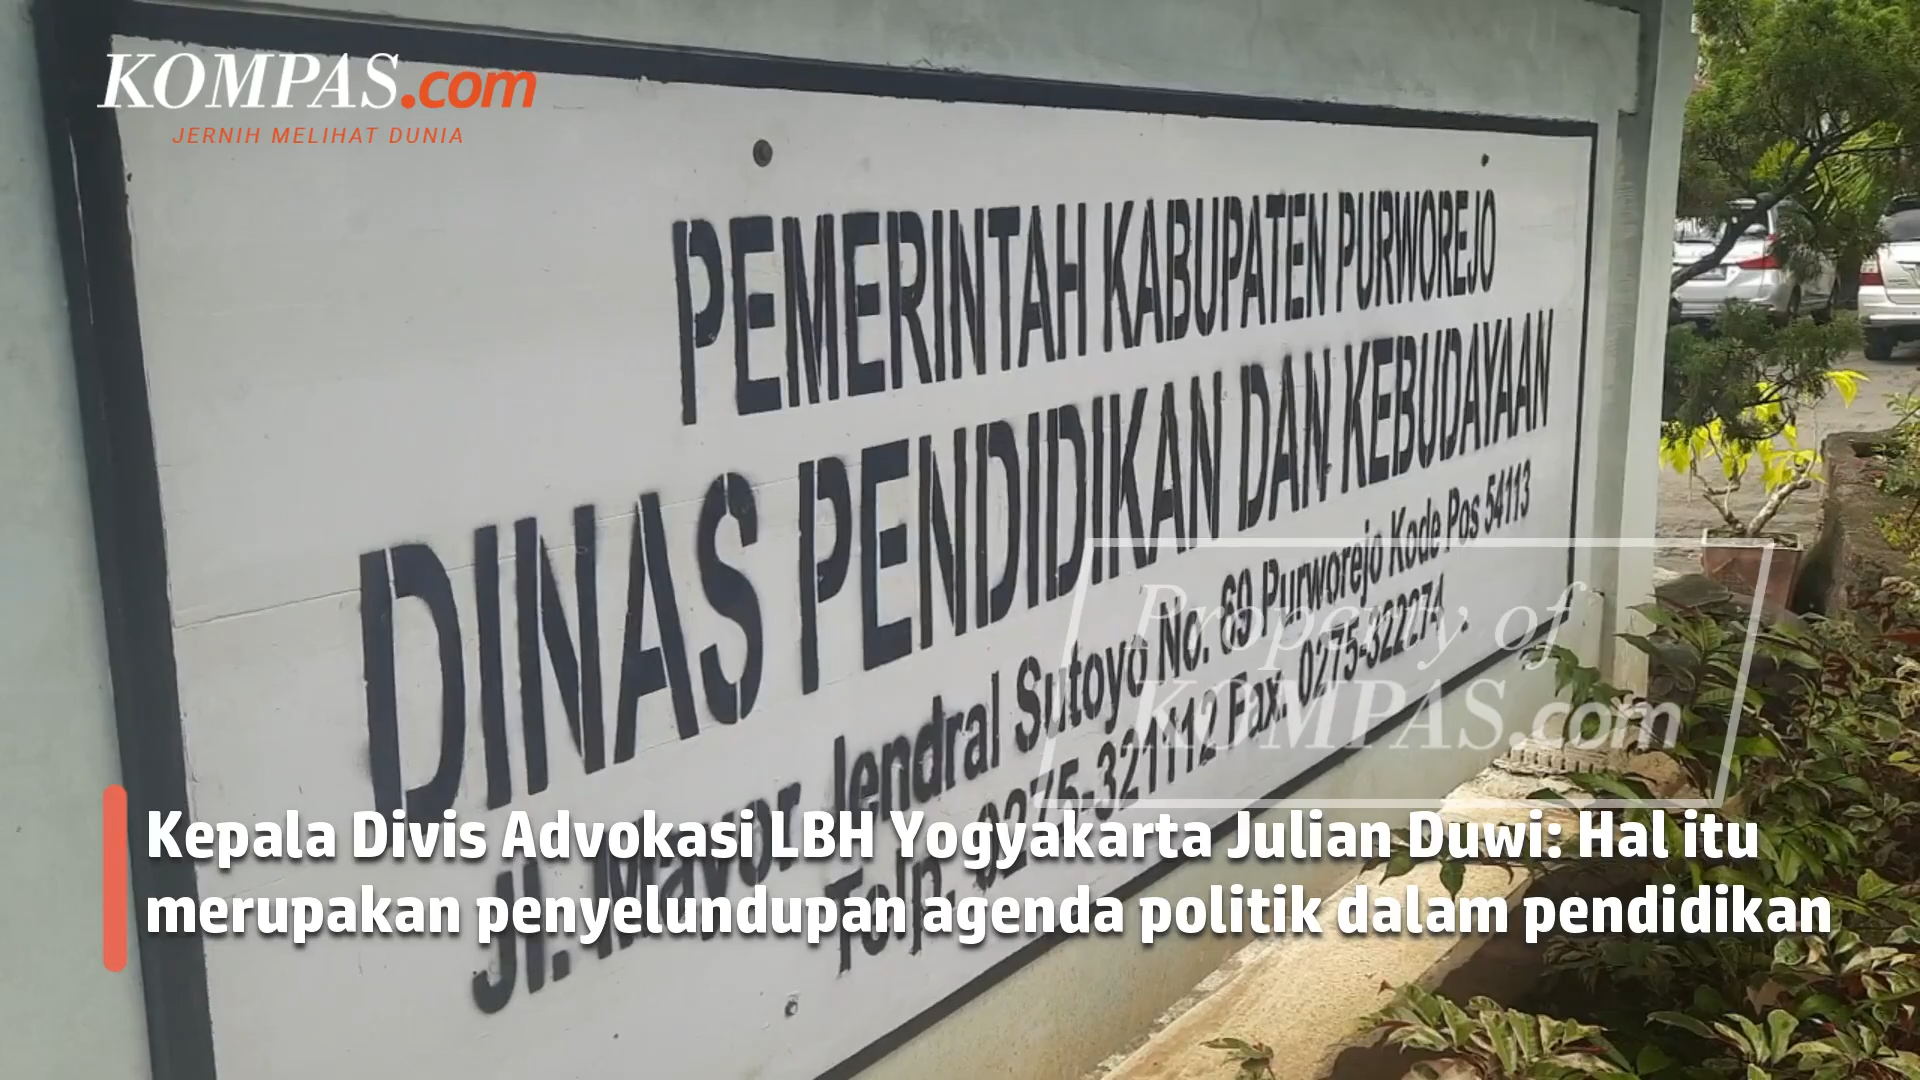 KOMPAS.com
JERNIH MELIHAT DUNIA
PEMERINTAH KABUPATEN PURWOREJO
DINAS PENDIDIKAN DAN KEBUDAYAAN
Jl. Mayor Jendral Sutoyo No. 69 Purworejo Kode Pos 54113
Telp. 0275-321112 Fax. 0275-322274
Property of
KOMPAS.com
Kepala Divis Advokasi LBH Yogyakarta Julian Duwi: Hal itu
merupakan penyelundupan agenda politik dalam pendidikan